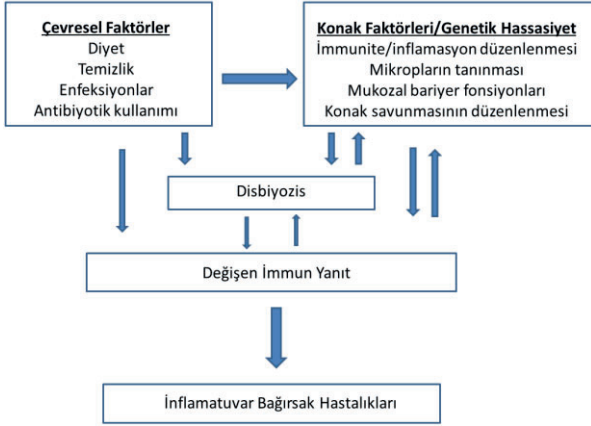 Çevresel Faktörler
Diyet
Temizlik
Enfeksiyonlar
Antibiyotik kullanımı
Konak Faktörleri/Genetik Hassasiyet
İmmunite/inflamasyon düzenlenmesi
Mikropların tanınması
Mukozal bariyer fonsiyonları
Konak savunmasının düzenlenmesi
Disbiyozis
Değişen İmmun Yanıt
İnflamatuvar Bağırsak Hastalıkları